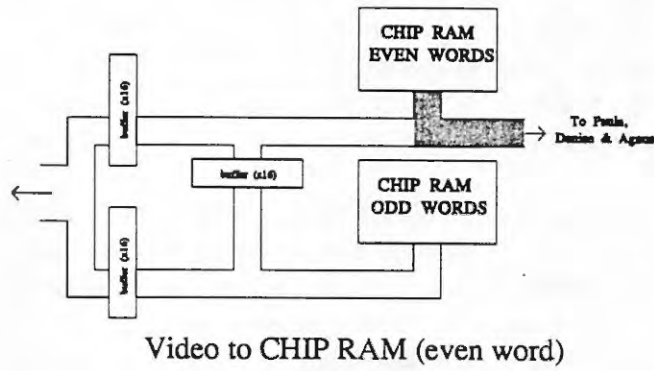 CHIP RAM
EVEN WORDS
buffer (x16)
To Paula,
Denise & Agnus
buffer (x16)
CHIP RAM
ODD WORDS
buffer (x16)
Video to CHIP RAM (even word)